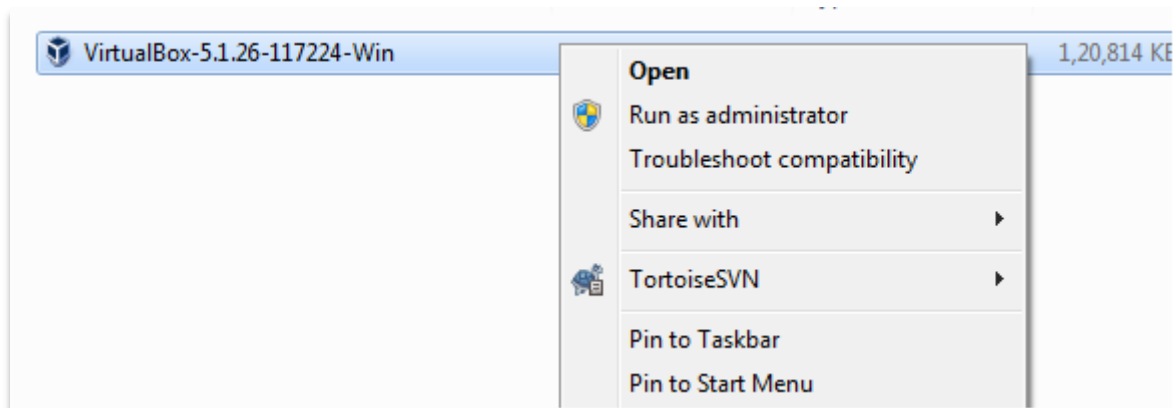 VirtualBox-5.1.26-117224-Win
1,20,814 KB
Open
Run as administrator
Troubleshoot compatibility
Share with
TortoiseSVN
Pin to Taskbar
Pin to Start Menu